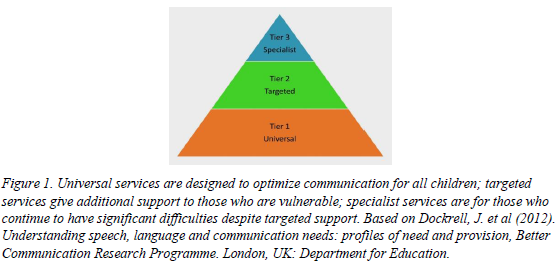 Tier 3
Specialist
Tier 2
Targeted
Tier 1
Universal
Figure 1. Universal services are designed to optimize communication for all children; targeted
services give additional support to those who are vulnerable; specialist services are for those who
continue to have significant difficulties despite targeted support. Based on Dockrell, J. et al (2012).
Understanding speech, language and communication needs: profiles of need and provision, Better
Communication Research Programme. London, UK: Department for Education.